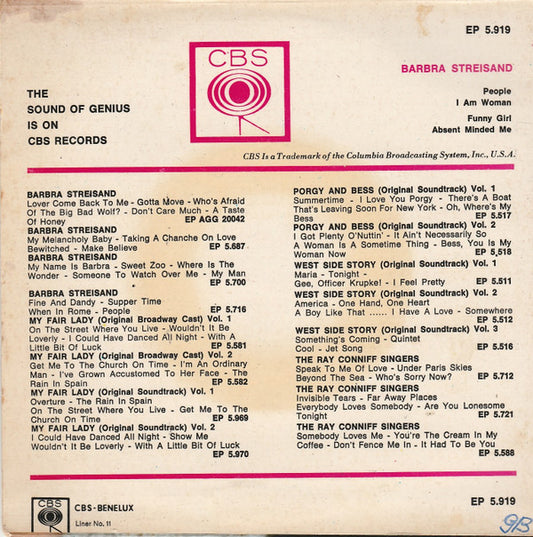 EP 5.919
CBS
BARBRA STREISAND
THE
SOUND OF GENIUS
IS ON
CBS RECORDS
People
I Am Woman
Funny Girl
Absent Minded Me
CBS Is a Trademark of the Columbia Broadcasting System, Inc., U.S.A.
BARBRA STREISAND
Lover Come Back To Me - Gotta Move - Who's Afraid
Of The Big Bad Wolf? - Don't Care Much - A Taste
Of Honey EP AGG 20042
BARBRA STREISAND
My Melancholy Baby - Taking A Chanche On Love
Bewitched - Make Believe EP 5.687
BARBRA STREISAND
My Name Is Barbra - Sweet Zoo - Where Is The
Wonder - Someone To Watch Over Me - My Man
EP 5.700
BARBRA STREISAND
Fine And Dandy - Supper Time
When In Rome - People EP 5.716
MY FAIR LADY (Original Broadway Cast) Vol. 1
On The Street Where You Live - Wouldn't It Be
Loverly - I Could Have Danced All Night - With A
Little Bit Of Luck EP 5.581
MY FAIR LADY (Original Broadway Cast) Vol. 2
Get Me To The Church On Time - I'm An Ordinary
Man - I've Grown Accustomed To Her Face - The
Rain In Spain EP 5.582
MY FAIR LADY (Original Soundtrack) Vol. 1
Overture - The Rain In Spain
On The Street Where You Live - Get Me To The
Church On Time EP 5.969
MY FAIR LADY (Original Soundtrack) Vol. 2
I Could Have Danced All Night - Show Me
Wouldn't It Be Loverly - With A Little Bit Of Luck
EP 5.970
PORGY AND BESS (Original Soundtrack) Vol. 1
Summertime - I Love You Porgy - There's A Boat
That's Leaving Soon For New York - Oh, Where's My
Bess EP 5.517
PORGY AND BESS (Original Soundtrack) Vol. 2
I Got Plenty O'Nuttin' - It Ain't Necessarily So
A Woman Is A Sometime Thing - Bess, You Is My
Woman Now EP 5.518
WEST SIDE STORY (Original Soundtrack) Vol. 1
Maria - Tonight -
Gee, Officer Krupke! - I Feel Pretty EP 5.511
WEST SIDE STORY (Original Soundtrack) Vol. 2
America - One Hand, One Heart
A Boy Like That ...... I Have A Love - Somewhere
EP 5.512
WEST SIDE STORY (Original Soundtrack) Vol. 3
Something's Coming - Quintet
Cool - Jet Song EP 5.516
THE RAY CONNIFF SINGERS
Speak To Me Of Love - Under Paris Skies
Beyond The Sea - Who's Sorry Now? EP 5.712
THE RAY CONNIFF SINGERS
Invisible Tears - Far Away Places
Everybody Loves Somebody - Are You Lonesome
Tonight EP 5.721
THE RAY CONNIFF SINGERS
Somebody Loves Me - You're The Cream In My
Coffee - Don't Fence Me In - It Had To Be You
EP 5.588
CBS
CBS-BENELUX
Liner No. 11
EP 5.919